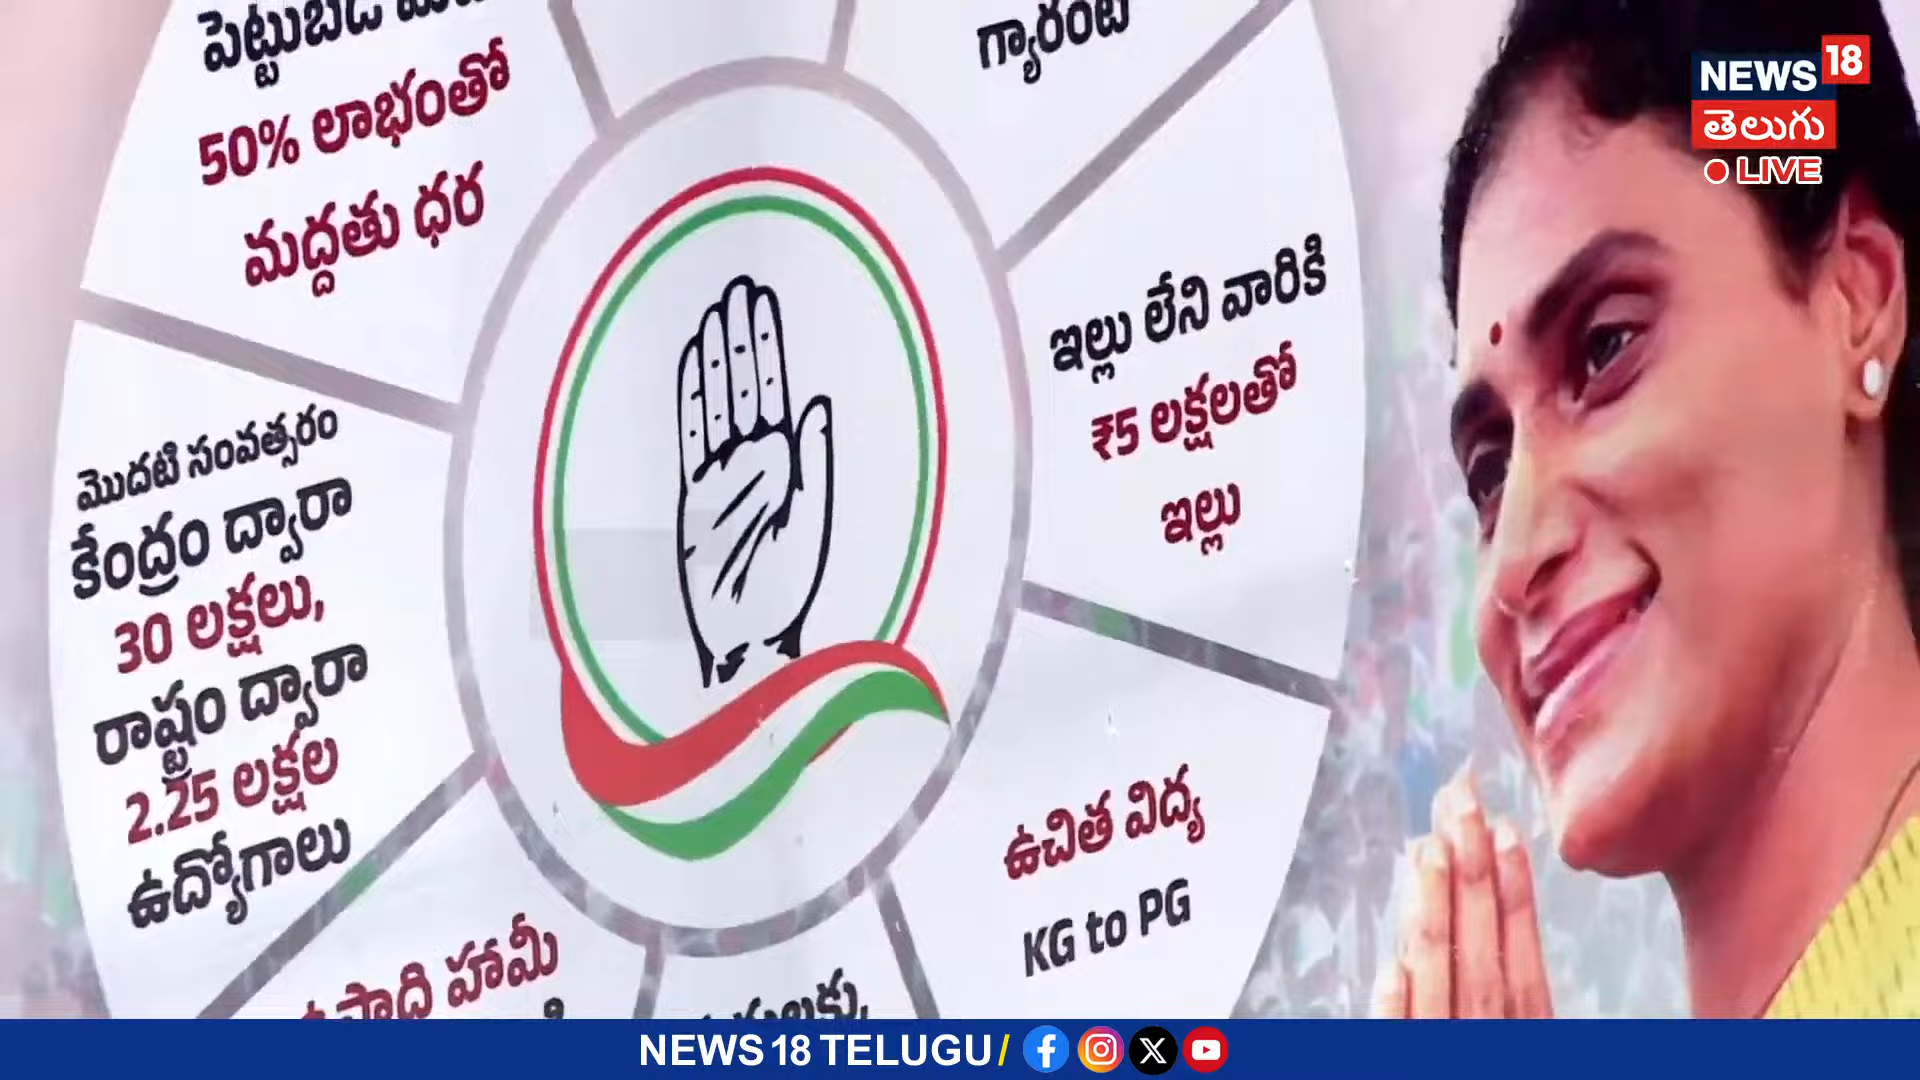 50% లాభంతో
మద్దతు ధర
గ్యారంటీ
NEWS 18
తెలుగు
LIVE
ఇల్లు లేని వారికి
₹5 లక్షలతో
ఇల్లు
మొదటి సంవత్సరం
కేంద్రం ద్వారా
30 లక్షలు,
రాష్ట్రం ద్వారా
2.25 లక్షల
ఉద్యోగాలు
ఉచిత విద్య
KG to PG
ఉపాధి హామీ
NEWS 18 TELUGU /